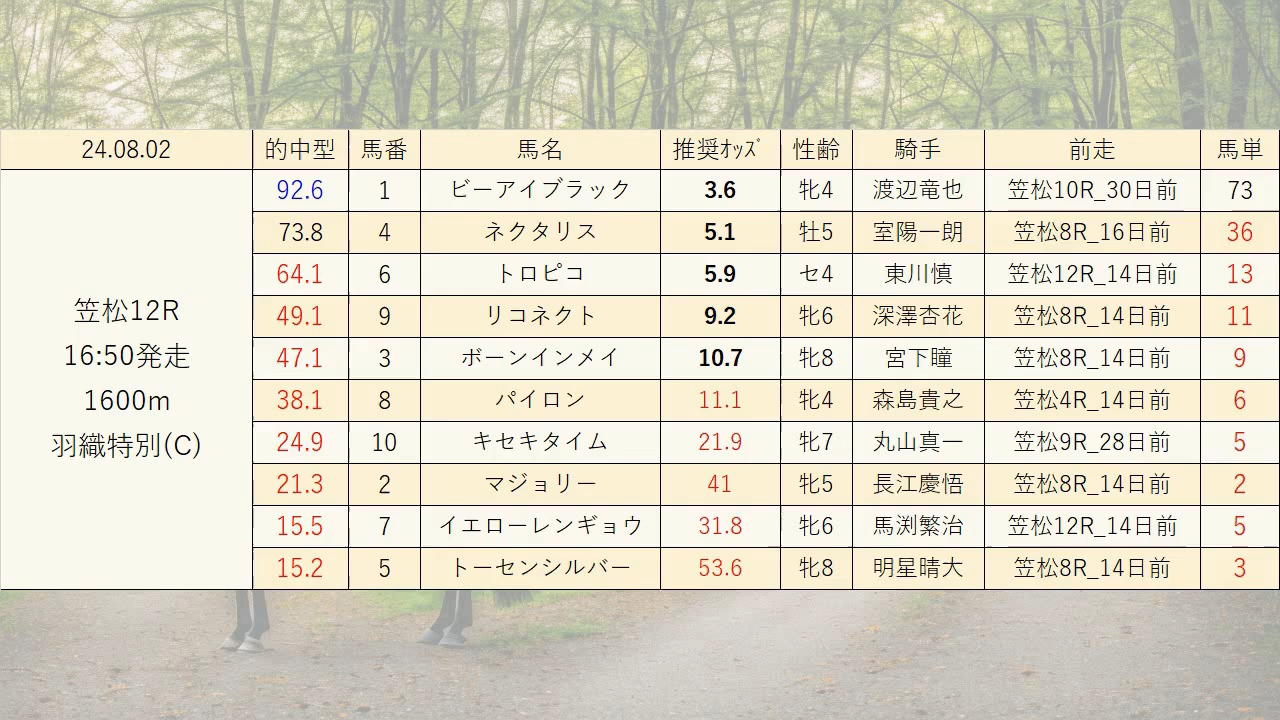 24.08.02 的中型 馬番 馬名 推奨ｵｯｽﾞ 性齢 騎手 前走 馬単
笠松12R
16:50発走
1600m
羽織特別(C)
92.6 1 ビーアイブラック 3.6 牝4 渡辺竜也 笠松10R_30日前 73
73.8 4 ネクタリス 5.1 牡5 室陽一朗 笠松8R_16日前 36
64.1 6 トロピコ 5.9 セ4 東川慎 笠松12R_14日前 13
49.1 9 リコネクト 9.2 牝6 深澤杏花 笠松8R_14日前 11
47.1 3 ボーンインメイ 10.7 牝8 宮下瞳 笠松8R_14日前 9
38.1 8 パイロン 11.1 牝4 森島貴之 笠松4R_14日前 6
24.9 10 キセキタイム 21.9 牝7 丸山真一 笠松9R_28日前 5
21.3 2 マジョリー 41 牝5 長江慶悟 笠松8R_14日前 2
15.5 7 イエローレンギョウ 31.8 牝6 馬渕繁治 笠松12R_14日前 5
15.2 5 トーセンシルバー 53.6 牝8 明星晴大 笠松8R_14日前 3